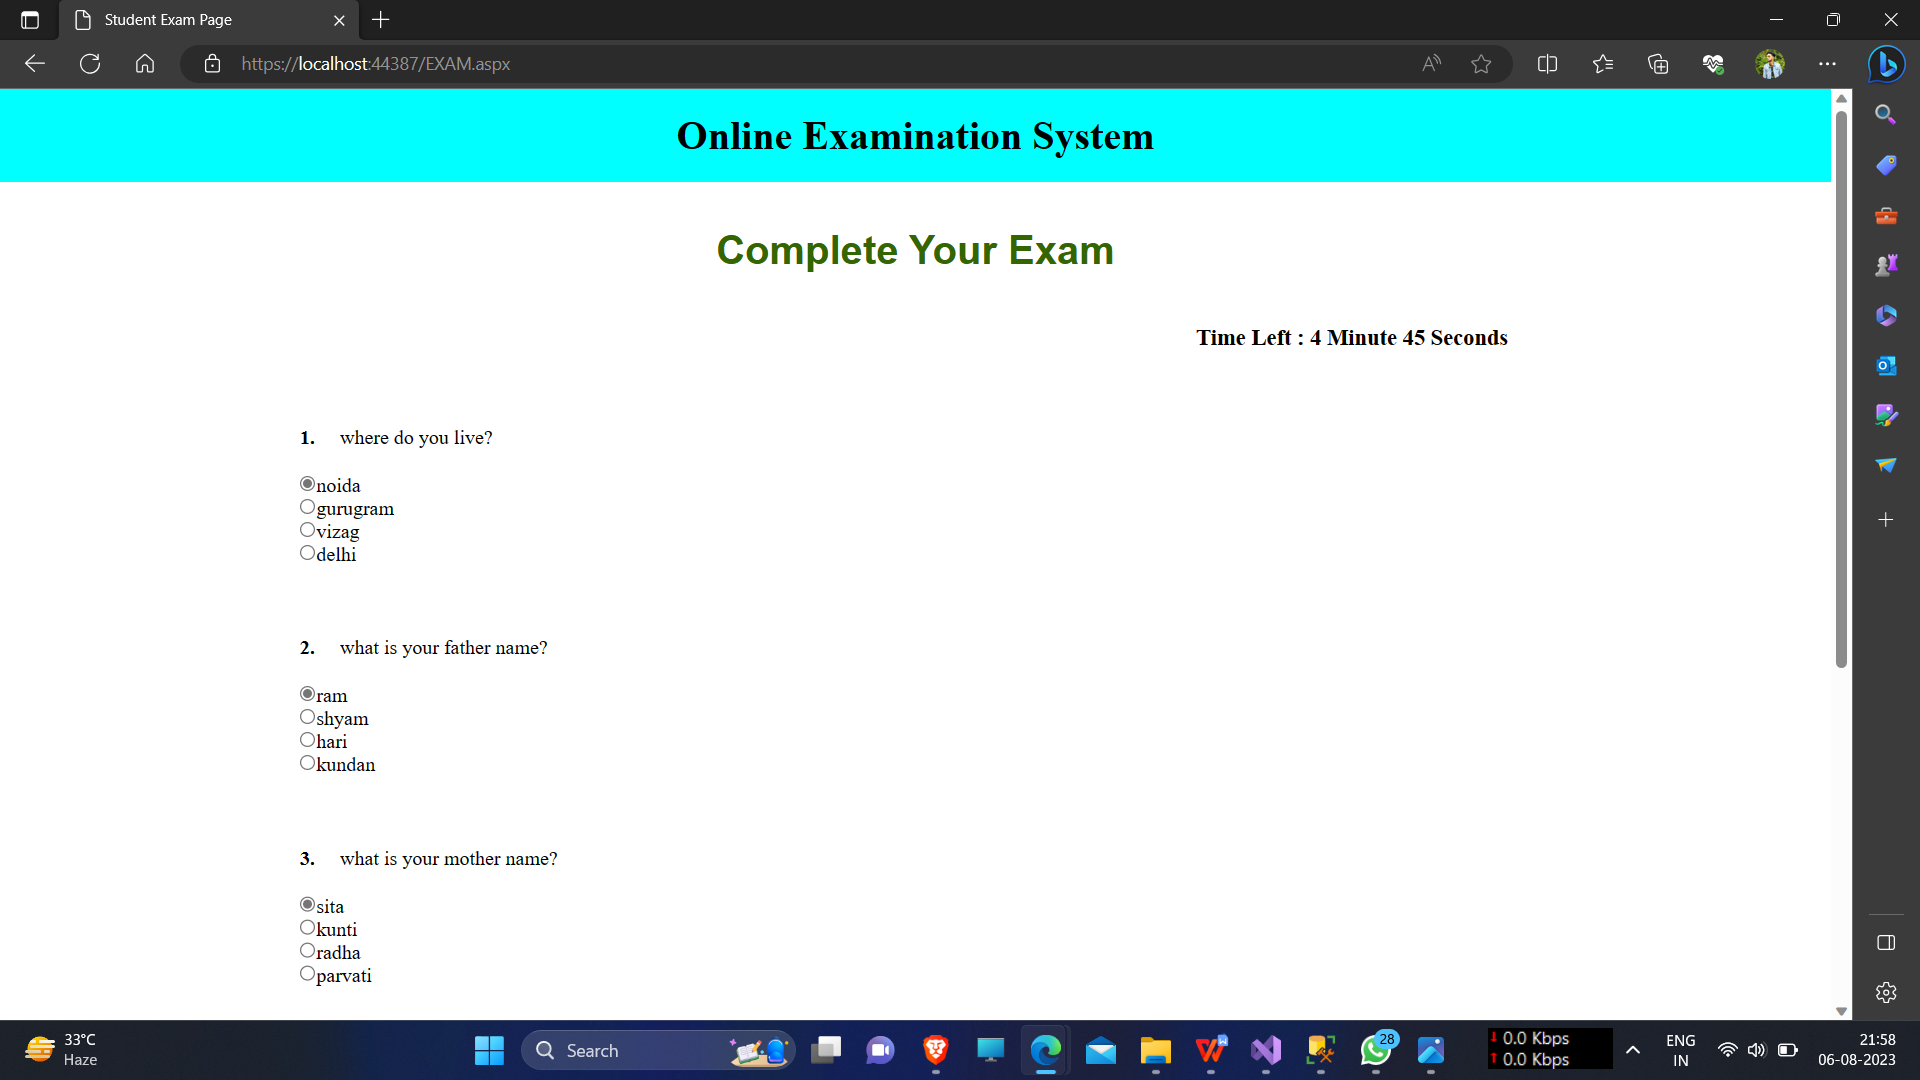 Student Exam Page
https://localhost:44387/EXAM.aspx
Online Examination System
Complete Your Exam
Time Left : 4 Minute 45 Seconds
1. where do you live?
noida
gurugram
vizag
delhi
2. what is your father name?
ram
shyam
hari
kundan
3. what is your mother name?
sita
kunti
radha
parvati
33°C
Haze
Search
28
0.0 Kbps
0.0 Kbps
ENG
IN
21:58
06-08-2023